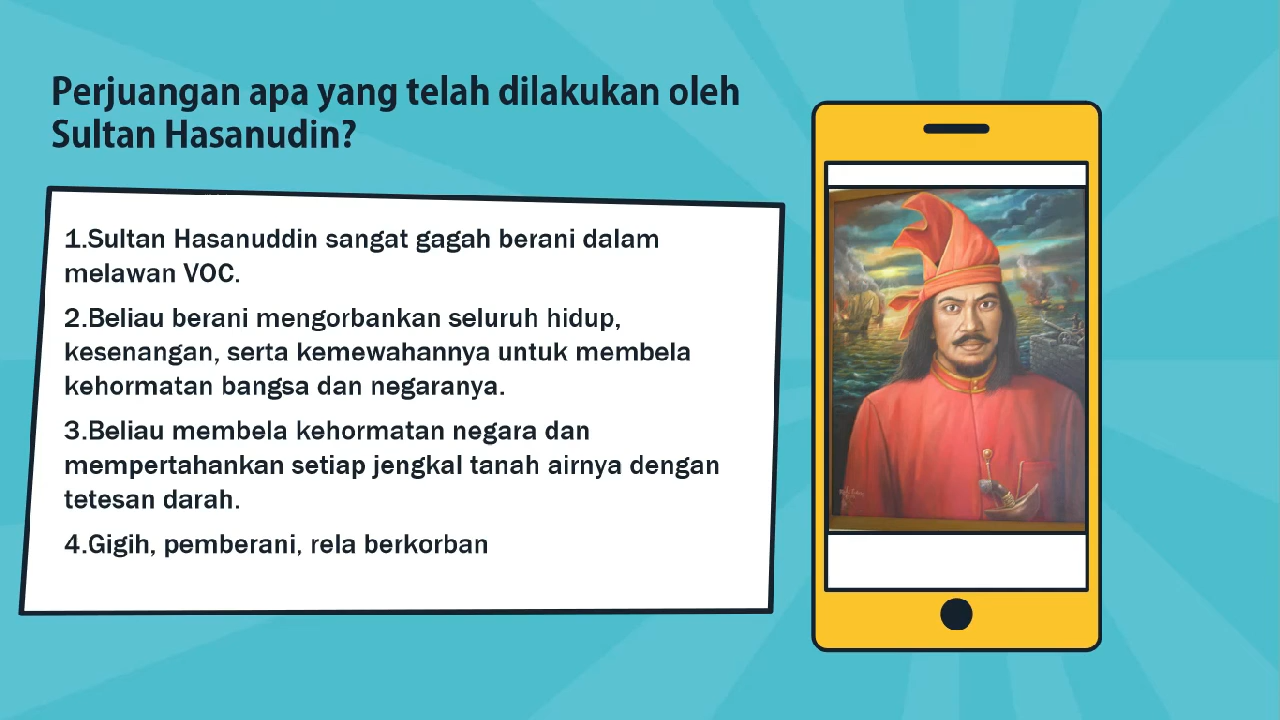 Perjuangan apa yang telah dilakukan oleh
Sultan Hasanudin?
1.Sultan Hasanuddin sangat gagah berani dalam
melawan VOC.
2.Beliau berani mengorbankan seluruh hidup,
kesenangan, serta kemewahannya untuk membela
kehormatan bangsa dan negaranya.
3.Beliau membela kehormatan negara dan
mempertahankan setiap jengkal tanah airnya dengan
tetesan darah.
4.Gigih, pemberani, rela berkorban